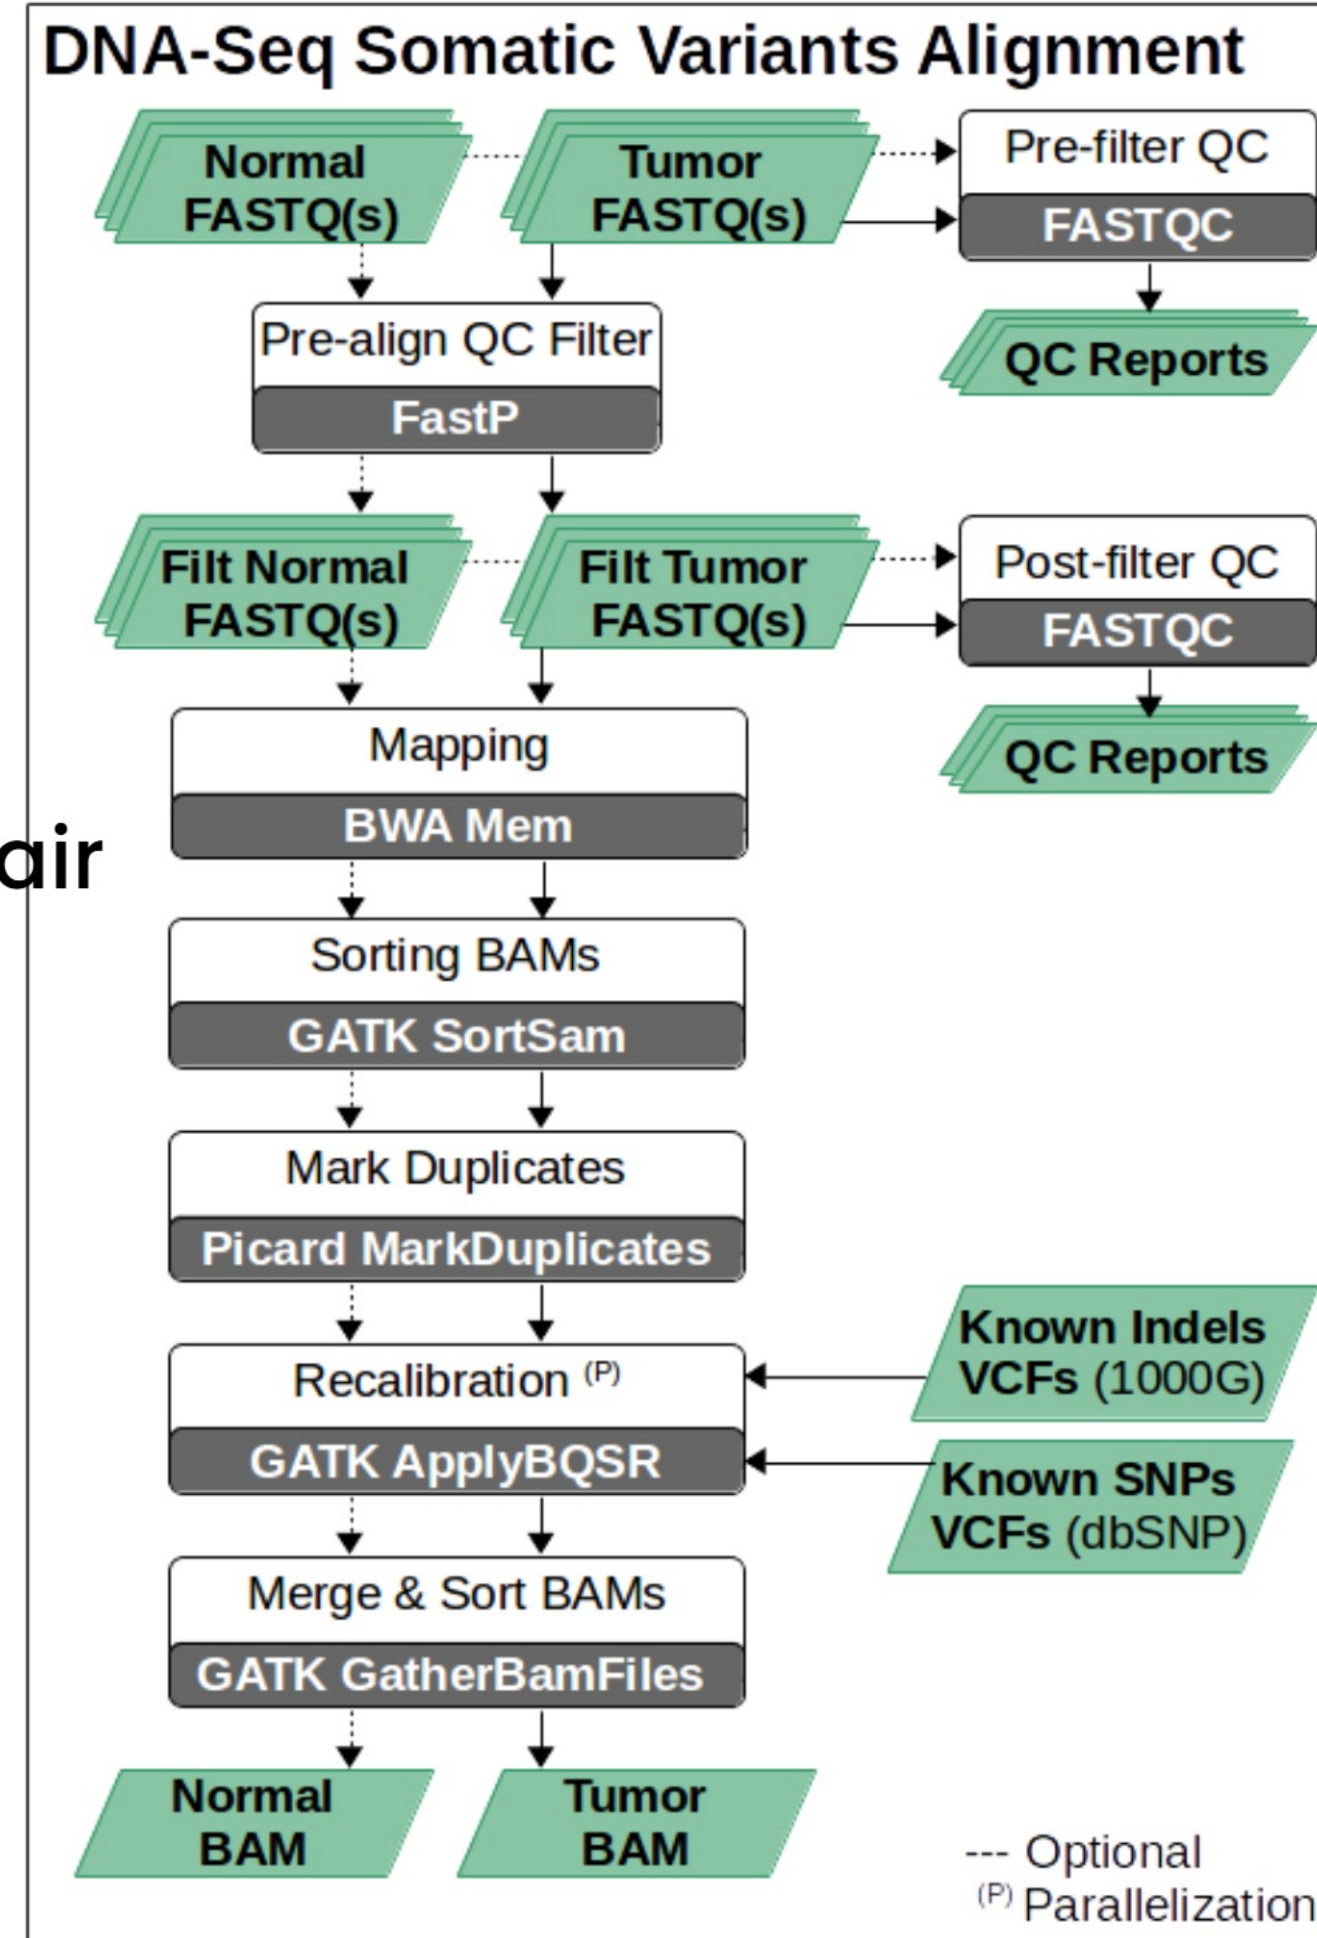 DNA-Seq Somatic Variants Alignment
Normal
FASTQ(s)
Tumor
FASTQ(s)
Pre-filter QC
FASTQC
QC Reports
Pre-align QC Filter
FastP
Filt Normal
FASTQ(s)
Filt Tumor
FASTQ(s)
Post-filter QC
FASTQC
QC Reports
Mapping
BWA Mem
air
Sorting BAMs
GATK SortSam
Mark Duplicates
Picard MarkDuplicates
Recalibration (P)
GATK ApplyBQSR
Known Indels
VCFs (1000G)
Known SNPs
VCFs (dbSNP)
Merge & Sort BAMs
GATK GatherBamFiles
Normal
BAM
Tumor
BAM
--- Optional
(P) Parallelization